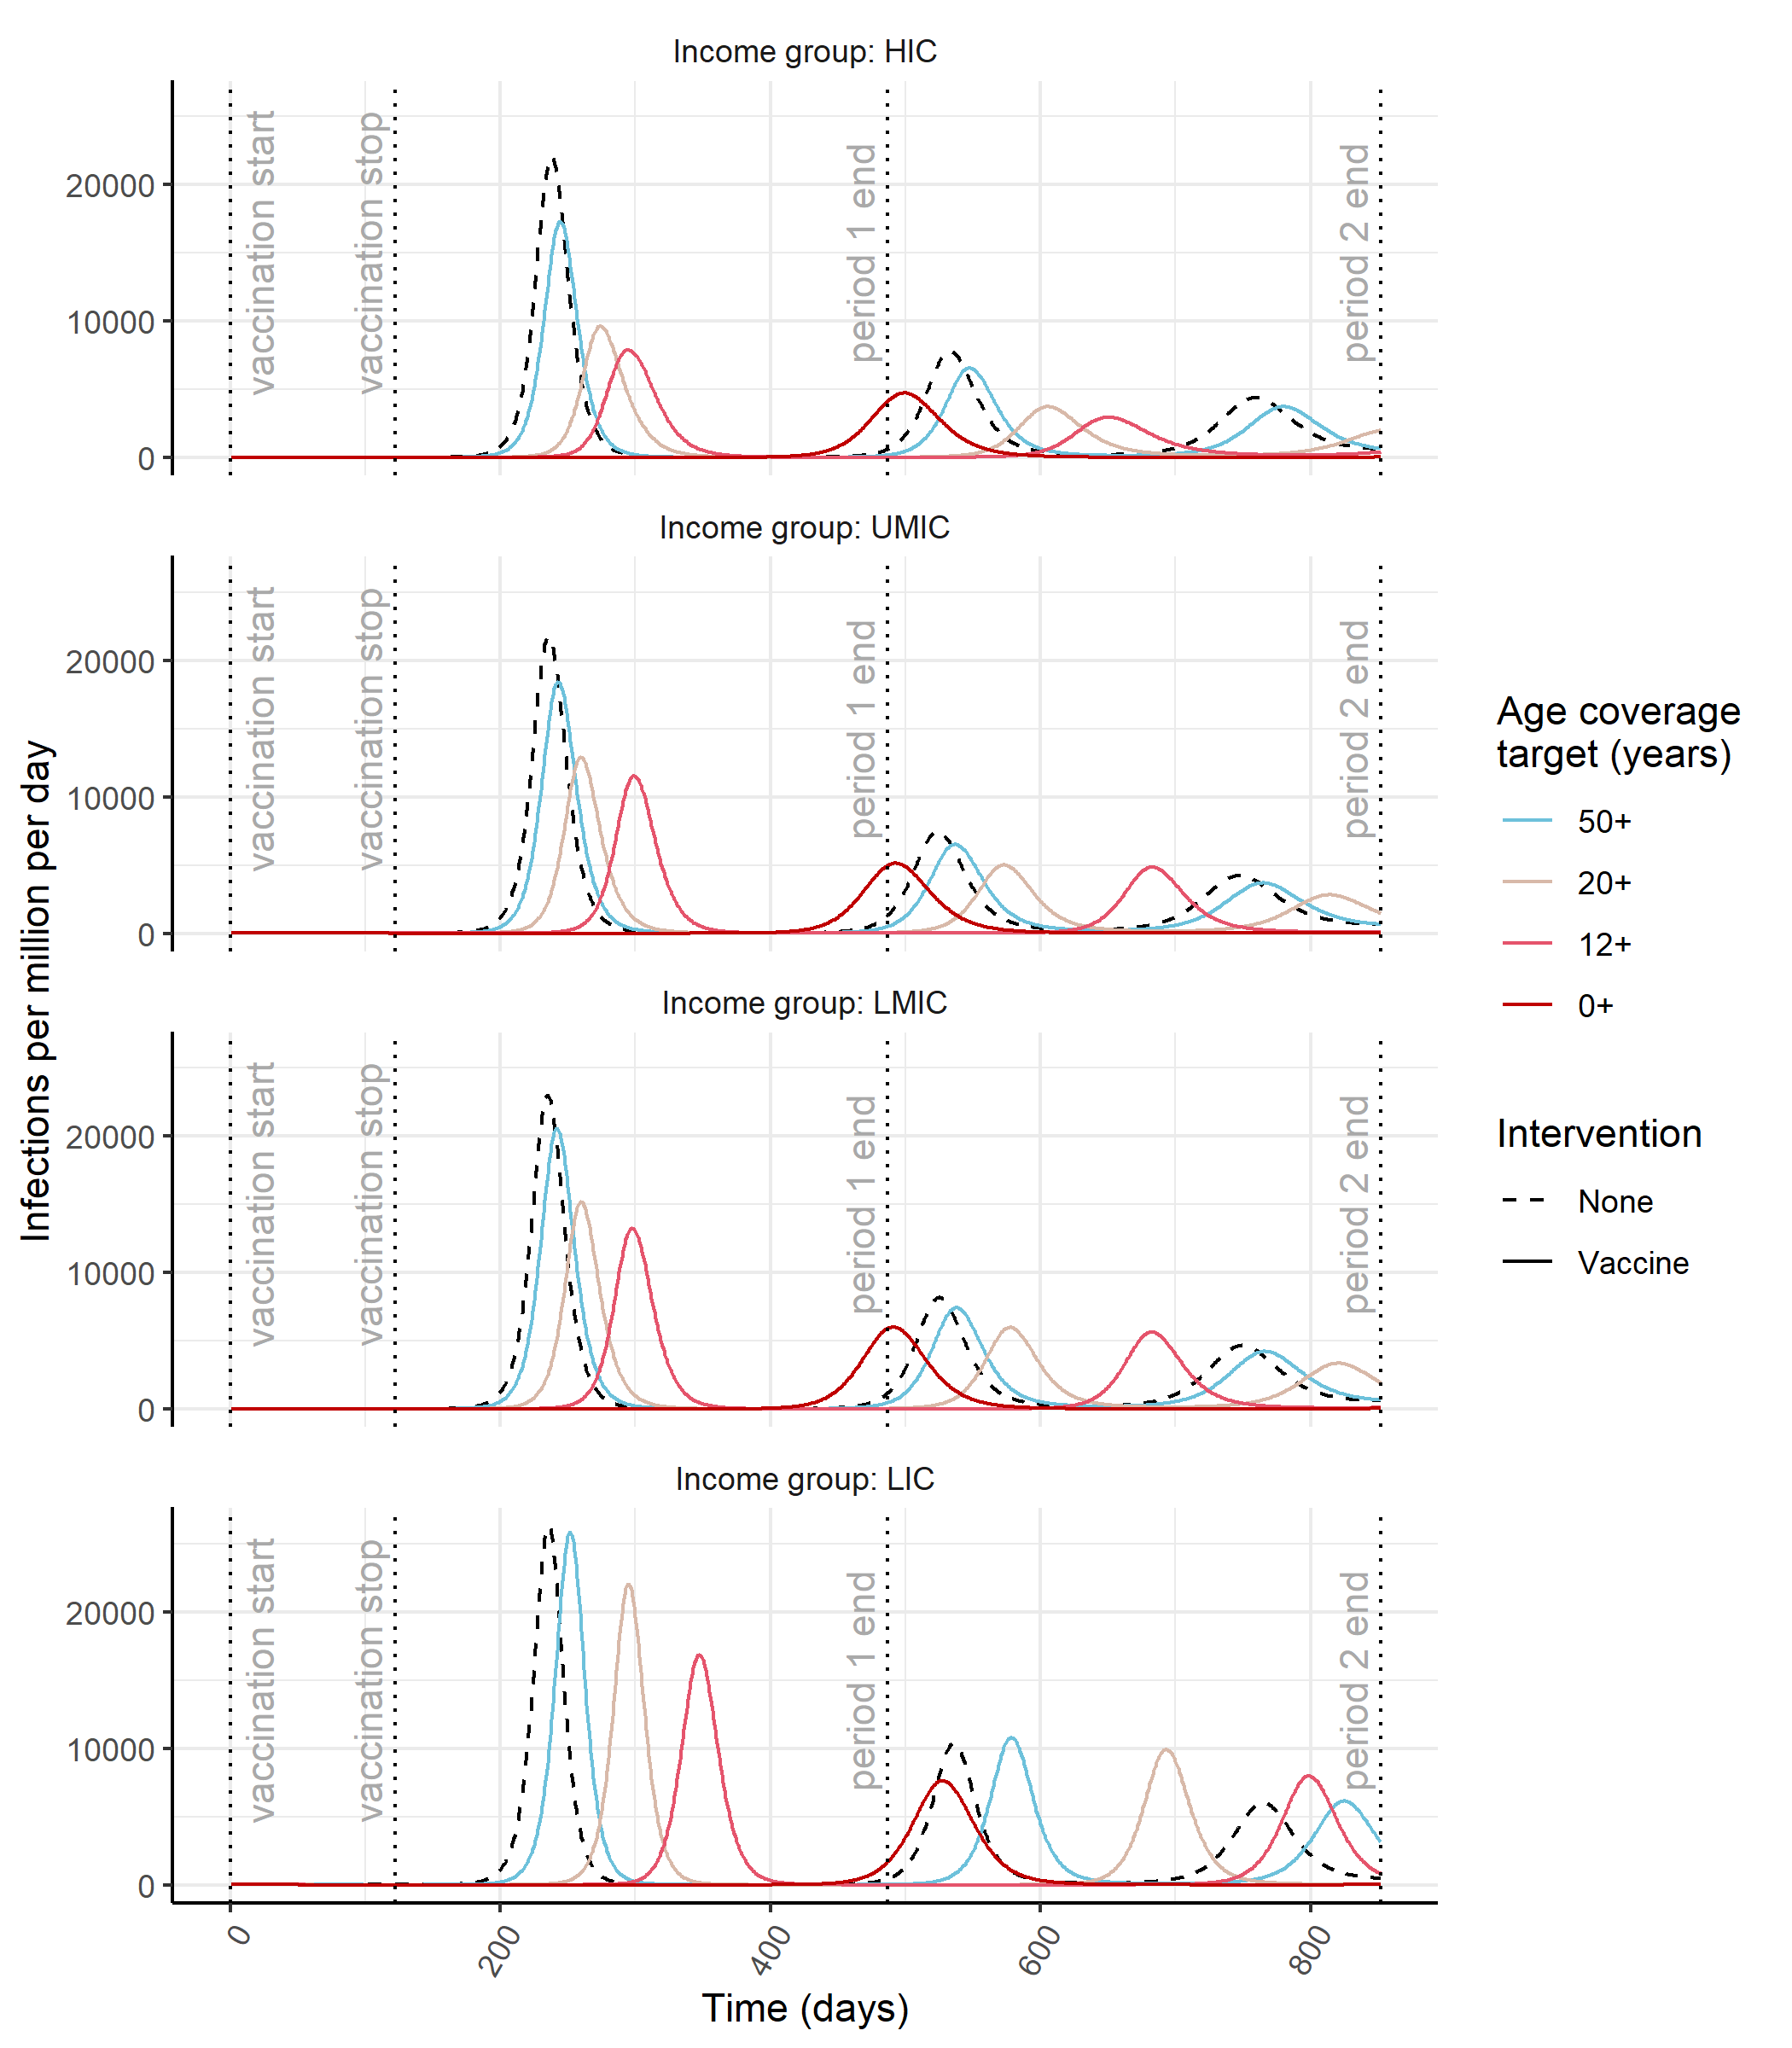 Income group: HIC
vaccination start
vaccination stop
period 1 end
period 2 end
20000
10000
0
Income group: UMIC
vaccination start
vaccination stop
period 1 end
period 2 end
20000
10000
0
Income group: LMIC
vaccination start
vaccination stop
period 1 end
period 2 end
20000
10000
0
Income group: LIC
vaccination start
vaccination stop
period 1 end
period 2 end
20000
10000
0
0
200
400
600
800
Time (days)
Infections per million per day
Age coverage
target (years)
50+
20+
12+
0+
Intervention
None
Vaccine